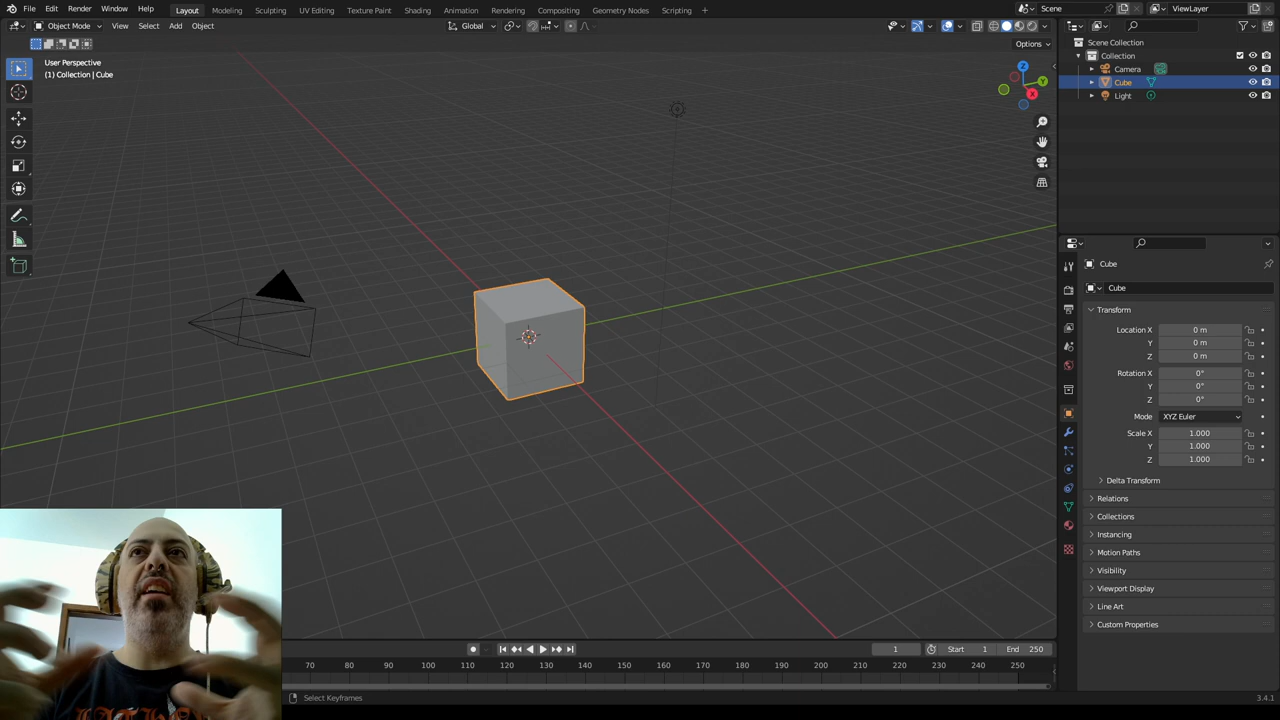 File Edit Render Window Help Layout Modeling Sculpting UV Editing Texture Paint Shading Animation Rendering Compositing Geometry Nodes Scripting + Scene ViewLayer
Object Mode View Select Add Object Global
Options
User Perspective
(1) Collection | Cube
Z
Y
X
Scene Collection
Collection
Camera
Cube
Light
Cube
Cube
Transform
Location X 0 m
Y 0 m
Z 0 m
Rotation X 0°
Y 0°
Z 0°
Mode XYZ Euler
Scale X 1.000
Y 1.000
Z 1.000
Delta Transform
Relations
Collections
Instancing
Motion Paths
Visibility
Viewport Display
Line Art
Custom Properties
1 Start 1 End 250
70 80 90 100 110 120 130 140 150 160 170 180 190 200 210 220 230 240 250
Select Keyframes
3.4.1